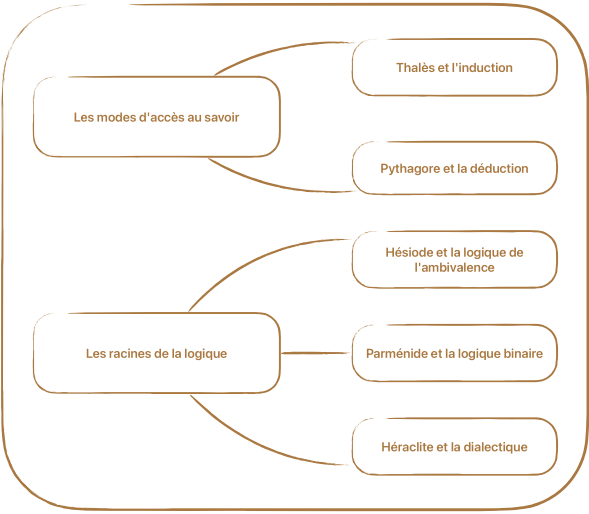 Thalès et l'induction
Les modes d'accès au savoir
Pythagore et la déduction
Hésiode et la logique de
l'ambivalence
Les racines de la logique
Parménide et la logique binaire
Héraclite et la dialectique